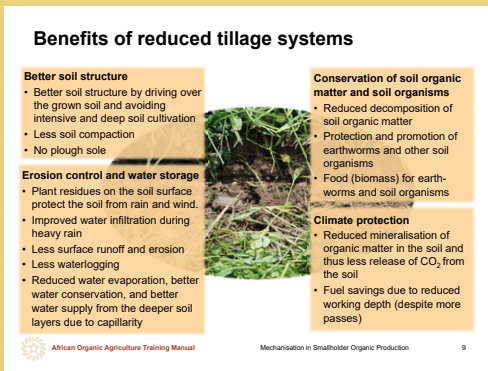 Benefits of reduced tillage systems
Better soil structure
• Better soil structure by driving over
the grown soil and avoiding
intensive and deep soil cultivation
• Less soil compaction
• No plough sole
Erosion control and water storage
• Plant residues on the soil surface
protect the soil from rain and wind.
• Improved water infiltration during
heavy rain
• Less surface runoff and erosion
• Less waterlogging
• Reduced water evaporation, better
water conservation, and better
water supply from the deeper soil
layers due to capillarity
Conservation of soil organic
matter and soil organisms
• Reduced decomposition of
soil organic matter
• Protection and promotion of
earthworms and other soil
organisms
• Food (biomass) for earth-
worms and soil organisms
Climate protection
• Reduced mineralisation of
organic matter in the soil and
thus less release of CO₂ from
the soil
• Fuel savings due to reduced
working depth (despite more
passes)
African Organic Agriculture Training Manual
Mechanisation in Smallholder Organic Production
9